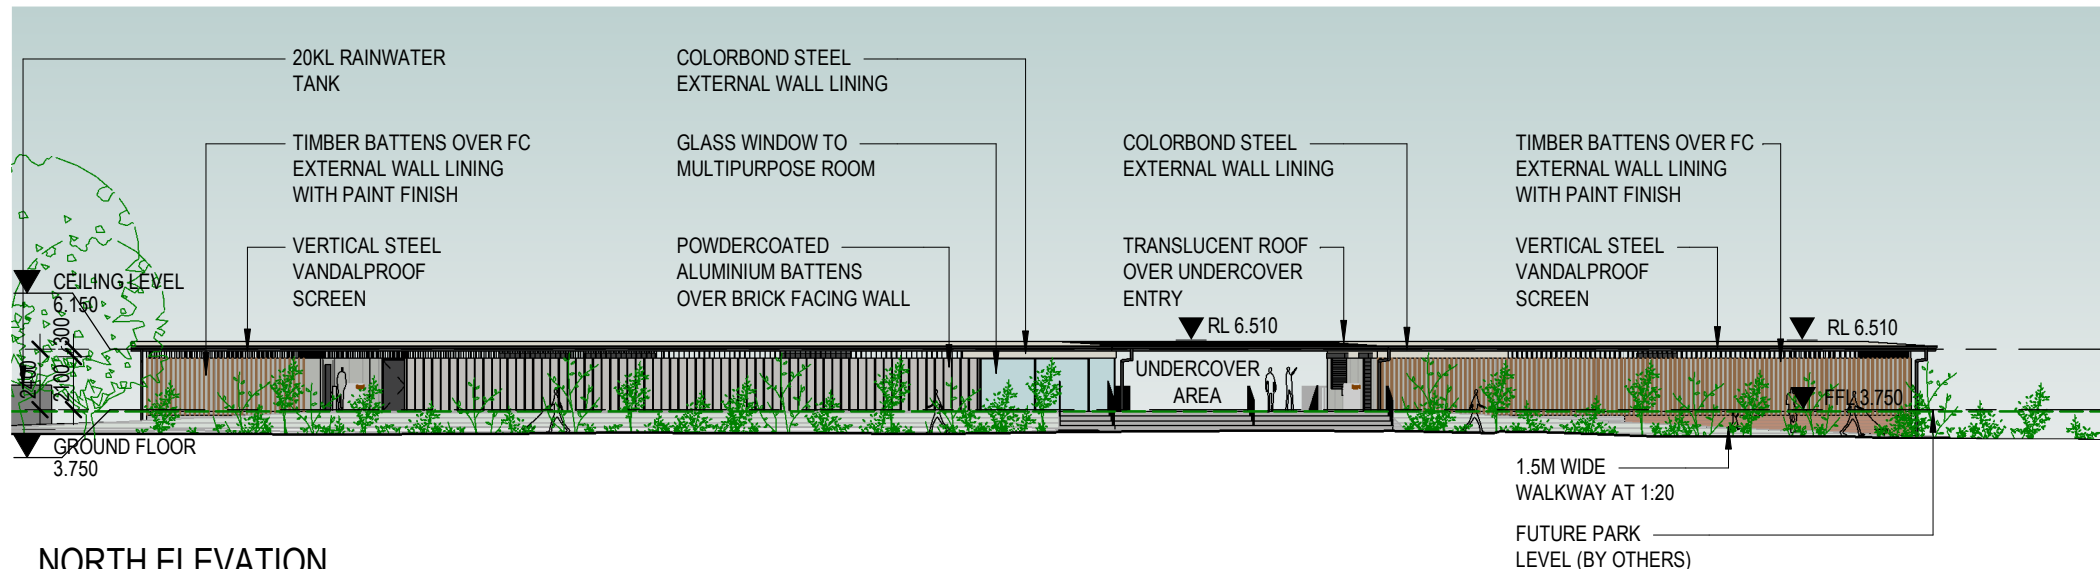 20KL RAINWATER
TANK
COLORBOND STEEL
EXTERNAL WALL LINING
TIMBER BATTENS OVER FC
EXTERNAL WALL LINING
WITH PAINT FINISH
GLASS WINDOW TO
MULTIPURPOSE ROOM
COLORBOND STEEL
EXTERNAL WALL LINING
TIMBER BATTENS OVER FC
EXTERNAL WALL LINING
WITH PAINT FINISH
VERTICAL STEEL
VANDALPROOF
SCREEN
POWDERCOATED
ALUMINIUM BATTENS
OVER BRICK FACING WALL
TRANSLUCENT ROOF
OVER UNDERCOVER
ENTRY
VERTICAL STEEL
VANDALPROOF
SCREEN
CEILING LEVEL
6.150
RL 6.510
RL 6.510
300
2400
2100
UNDERCOVER
AREA
FFL 3.750
GROUND FLOOR
3.750
1.5M WIDE
WALKWAY AT 1:20
FUTURE PARK
LEVEL (BY OTHERS)
NORTH ELEVATION